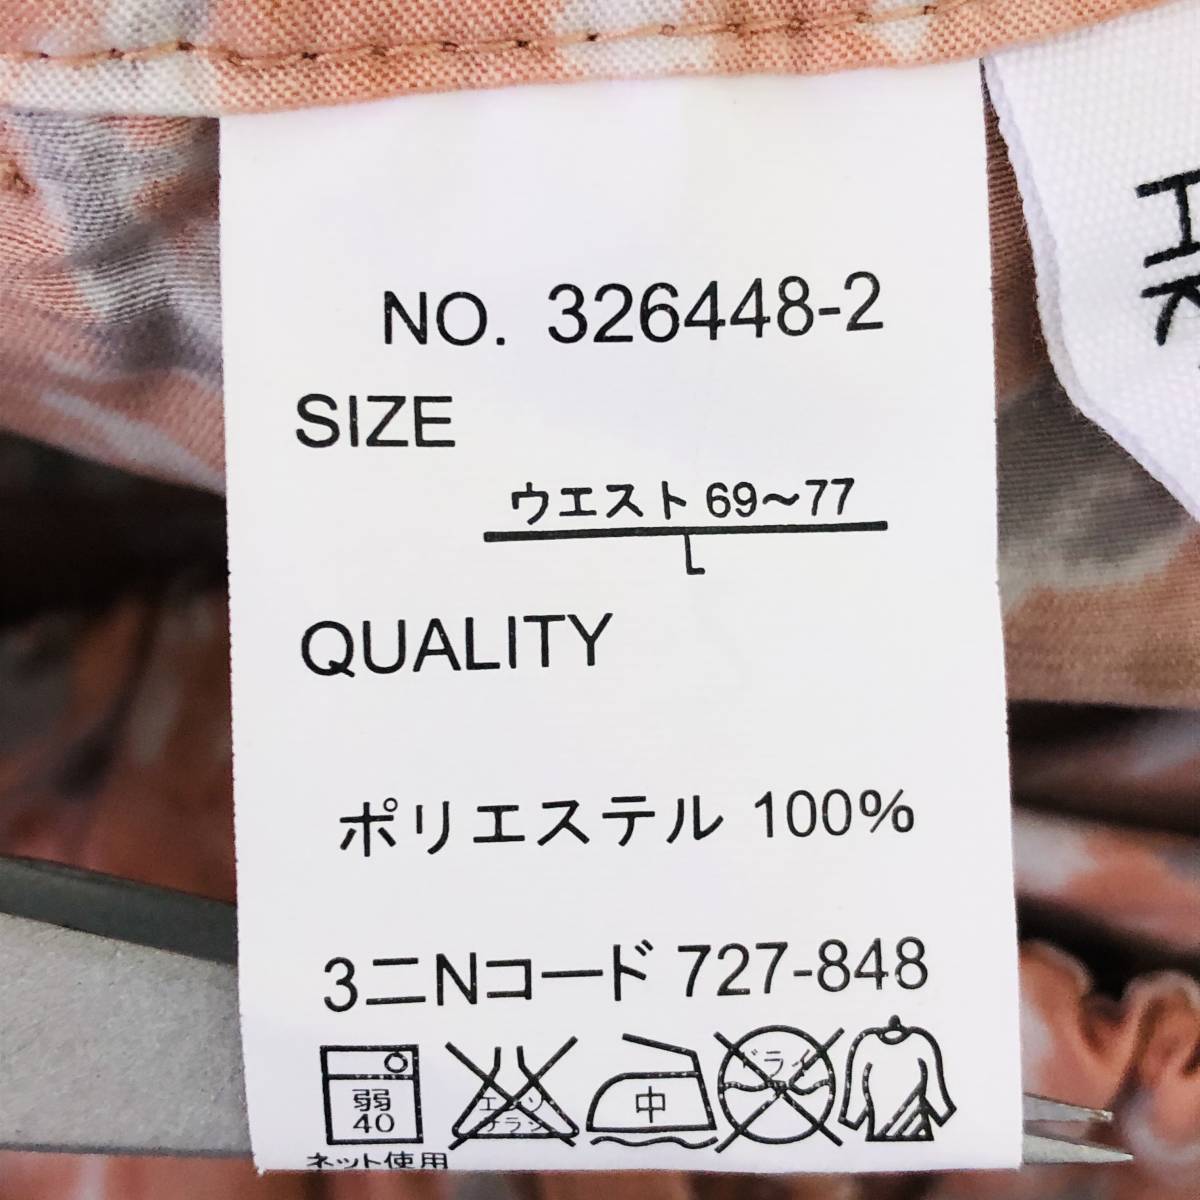 NO. 326448-2
SIZE
ウエスト 69〜77
L
QUALITY
ポリエステル 100%
3ニNコード 727-848
弱
40
エンソ
サラシ
中
ドライ
ネット使用